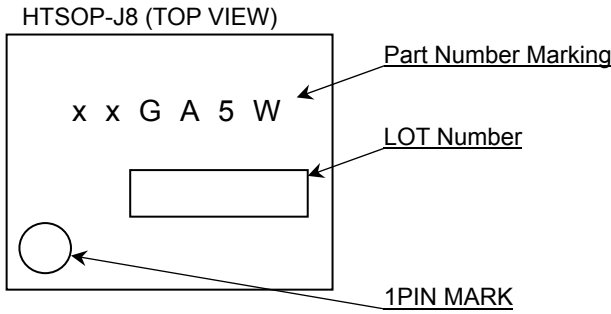 HTSOP-J8 (TOP VIEW)
Part Number Marking
x x G A 5 W
LOT Number
1PIN MARK